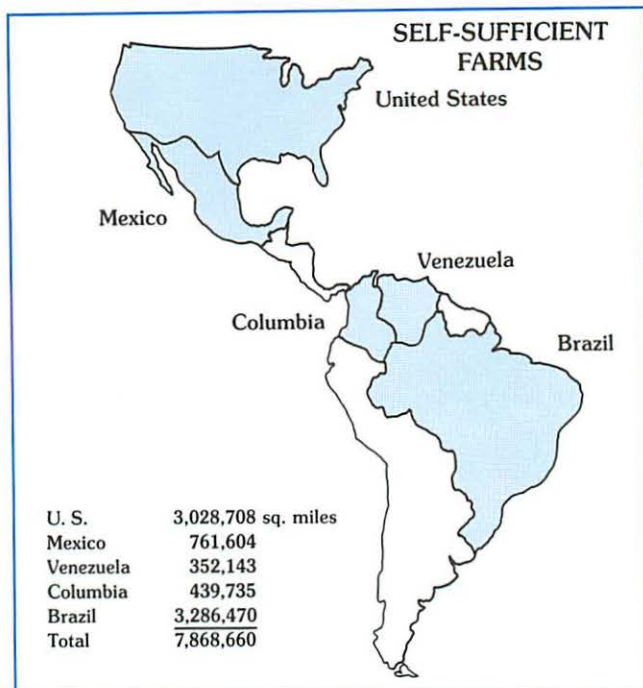 SELF-SUFFICIENT
FARMS
United States
Mexico
Venezuela
Columbia
Brazil
U. S. 3,028,708 sq. miles
Mexico 761,604
Venezuela 352,143
Columbia 439,735
Brazil 3,286,470
Total 7,868,660